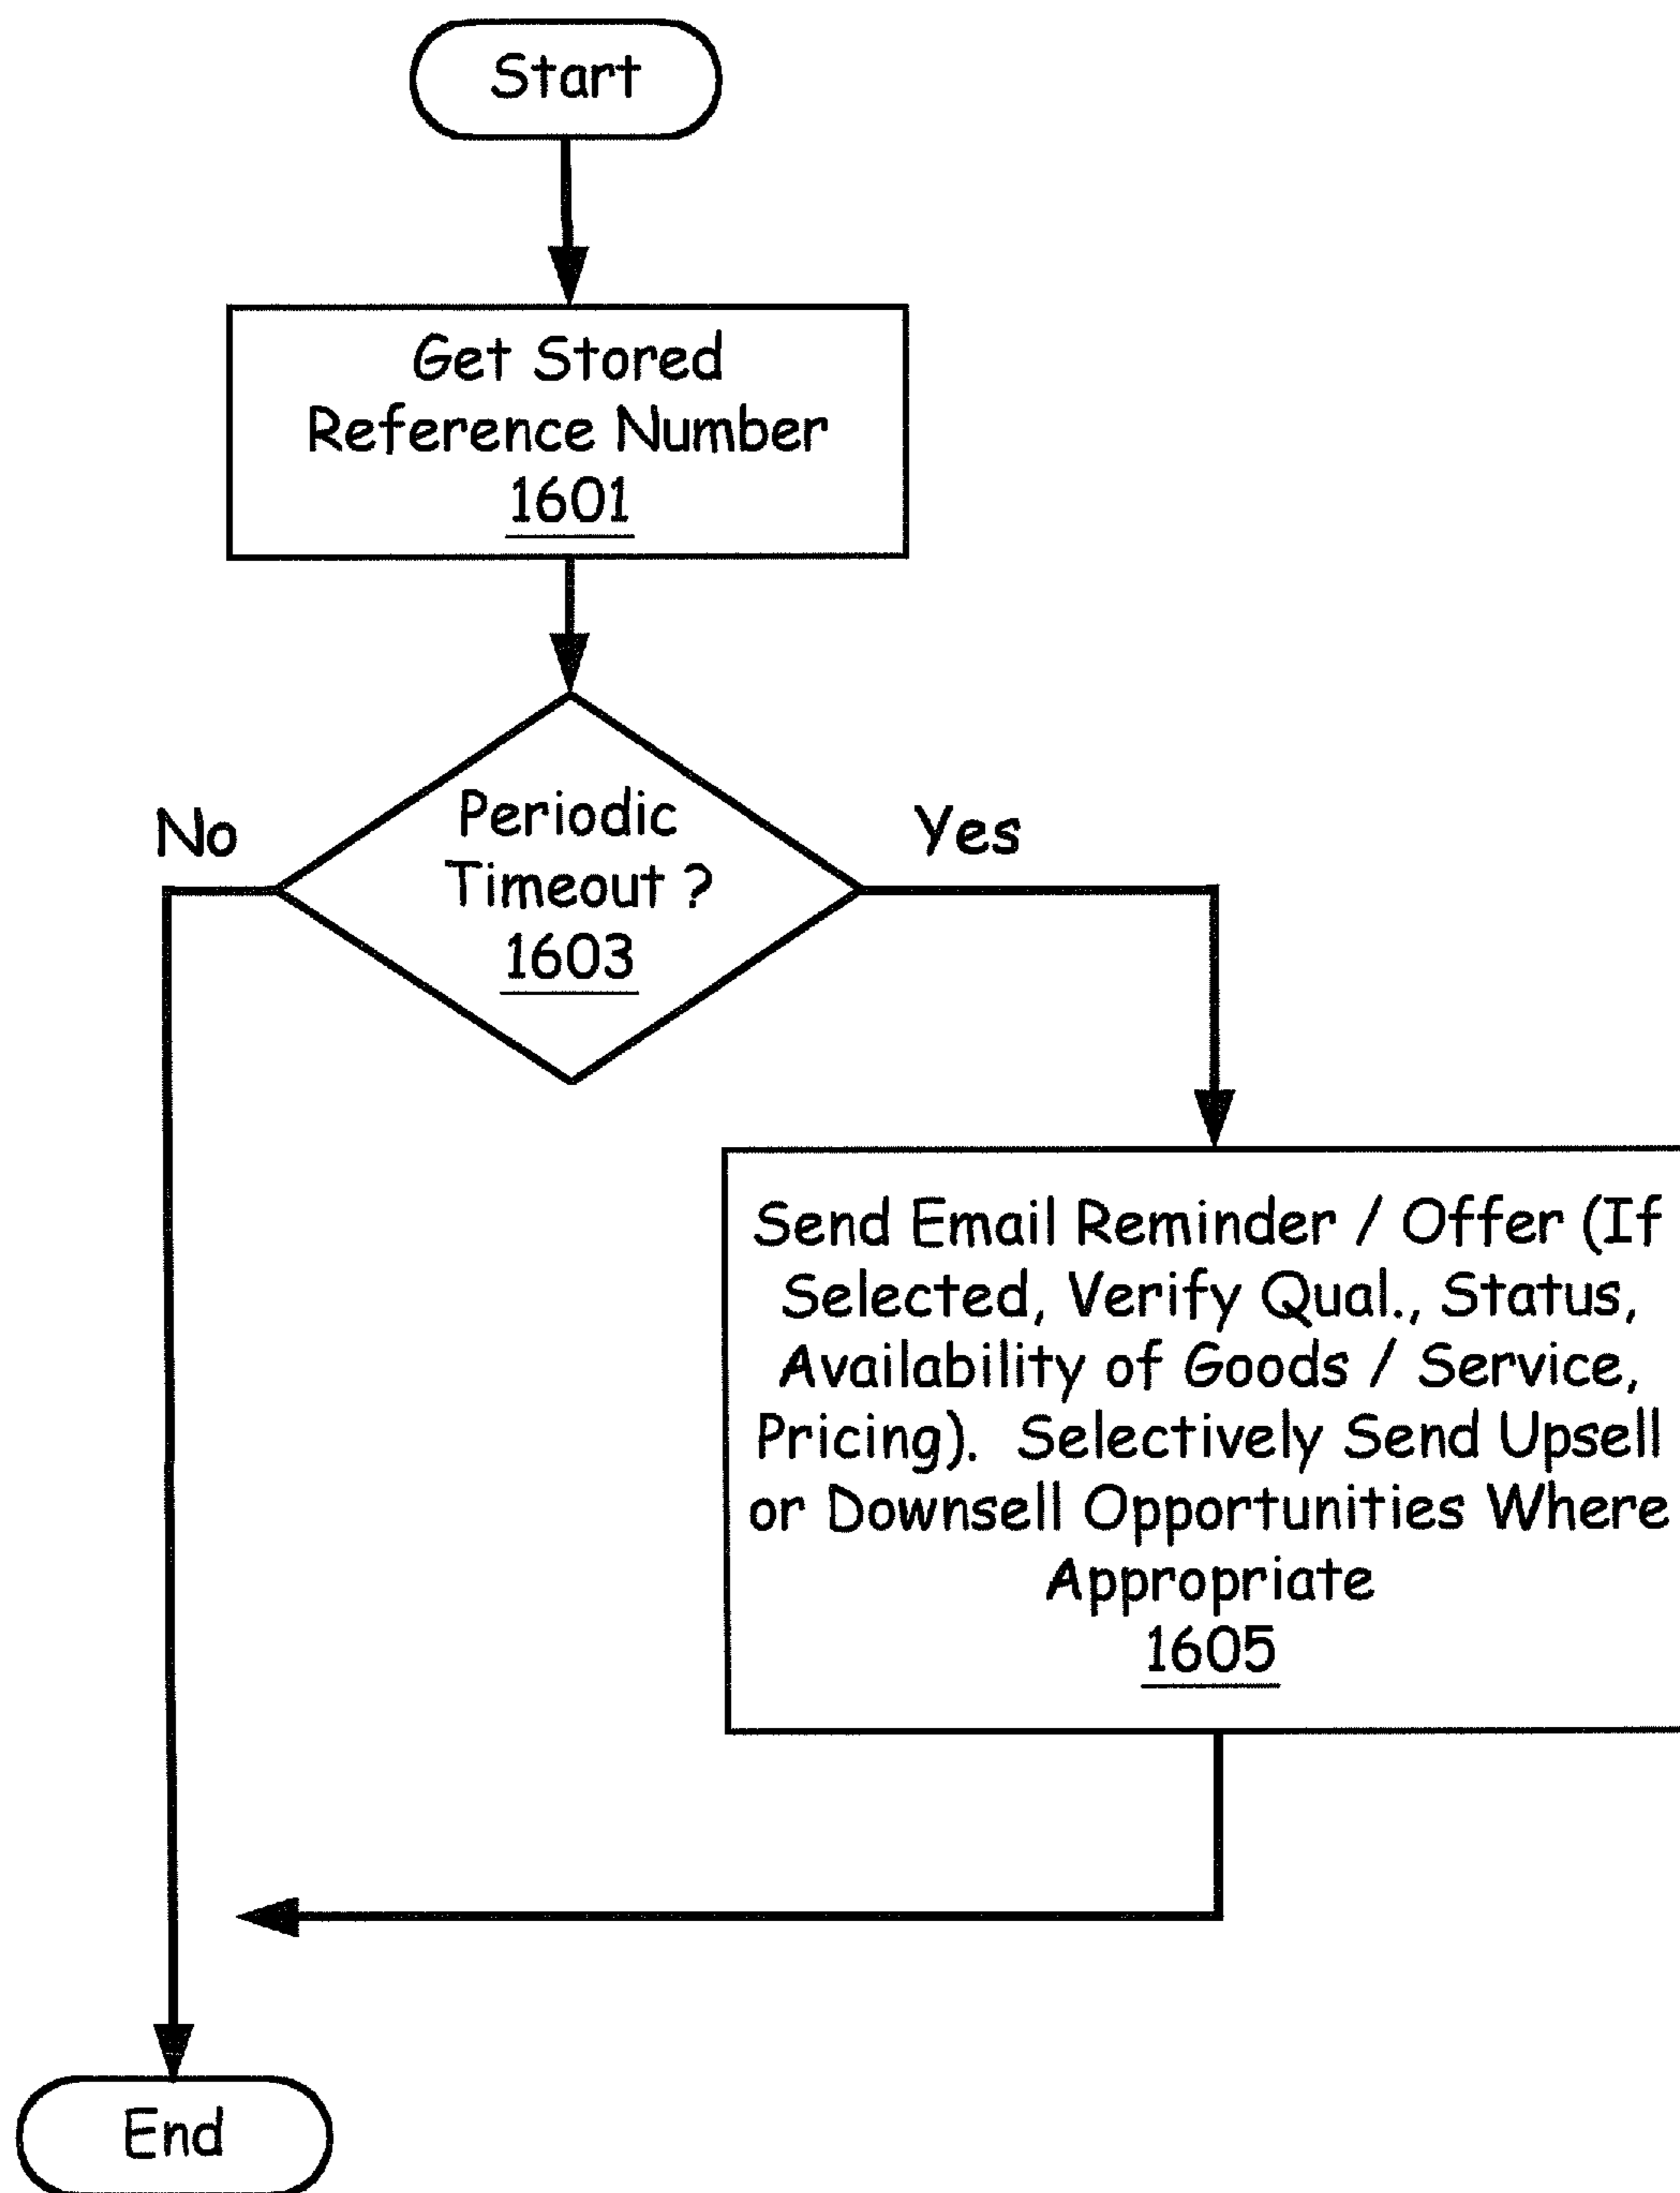 Start
Get Stored
Reference Number
1601
No
Yes
Periodic
Timeout ?
1603
Send Email Reminder / Offer (If
Selected, Verify Qual., Status,
Availability of Goods / Service,
Pricing). Selectively Send Upsell
or Downsell Opportunities Where
Appropriate
1605
End